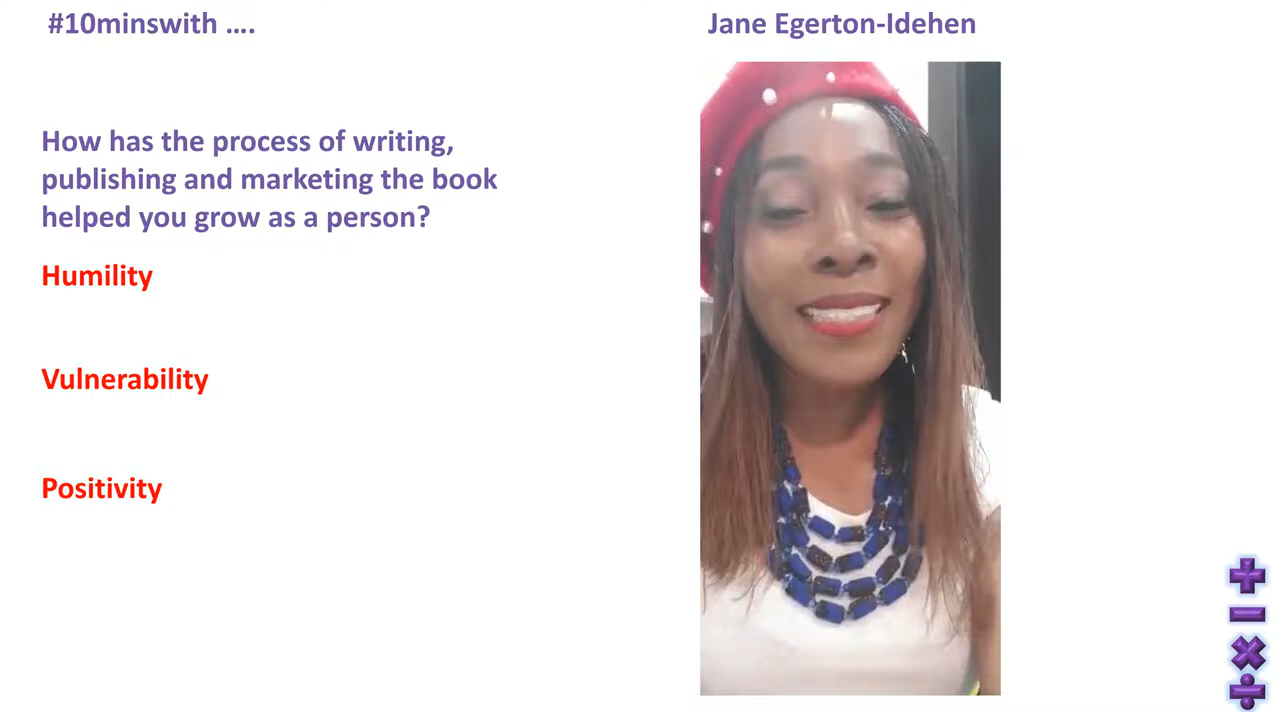 #10minswith ....
Jane Egerton-Idehen
How has the process of writing,
publishing and marketing the book
helped you grow as a person?
Humility
Vulnerability
Positivity